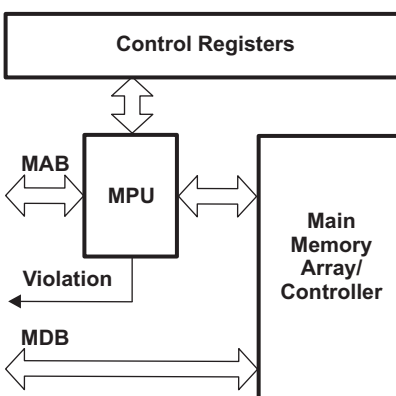 Control Registers
MAB
MPU
Main
Memory
Array/
Controller
Violation
MDB